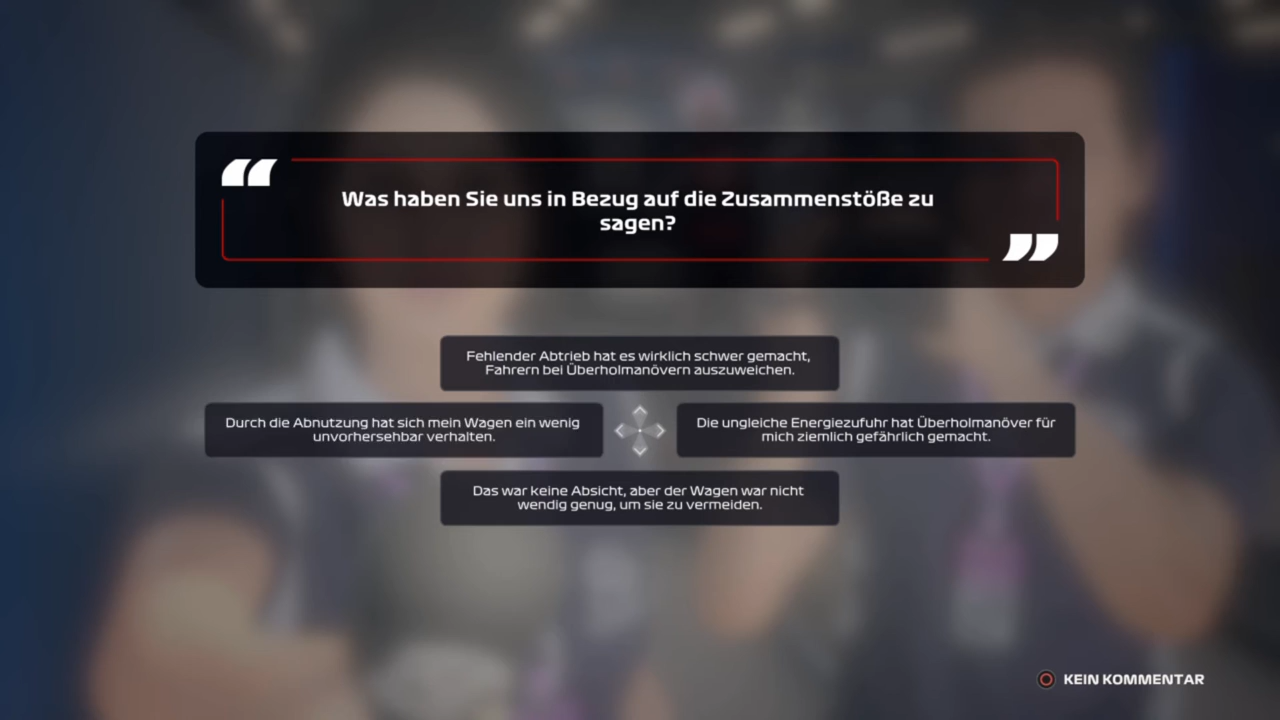 Was haben Sie uns in Bezug auf die Zusammenstöße zu
sagen?
Fehlender Abtrieb hat es wirklich schwer gemacht,
Fahrern bei Überholmanövern auszuweichen.
Durch die Abnutzung hat sich mein Wagen ein wenig
unvorhersehbar verhalten.
Die ungleiche Energiezufuhr hat Überholmanöver für
mich ziemlich gefährlich gemacht.
Das war keine Absicht, aber der Wagen war nicht
wendig genug, um sie zu vermeiden.
KEIN KOMMENTAR